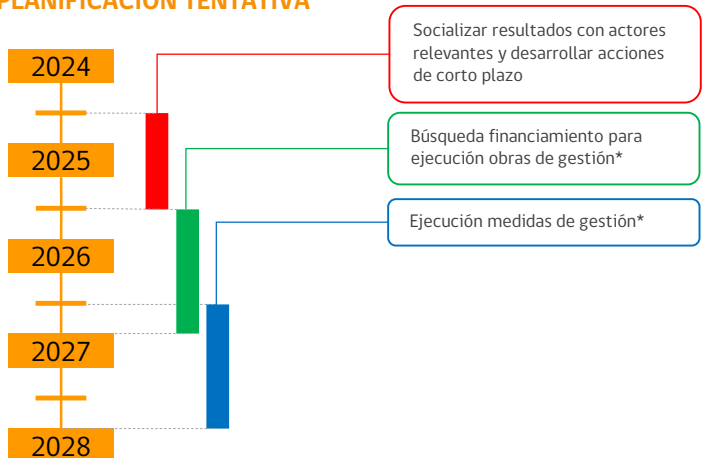 PLANIFICACIÓN TENTATIVA
2024
2025
2026
2027
2028
Socializar resultados con actores
relevantes y desarrollar acciones
de corto plazo
Búsqueda financiamiento para
ejecución obras de gestión*
Ejecución medidas de gestión*